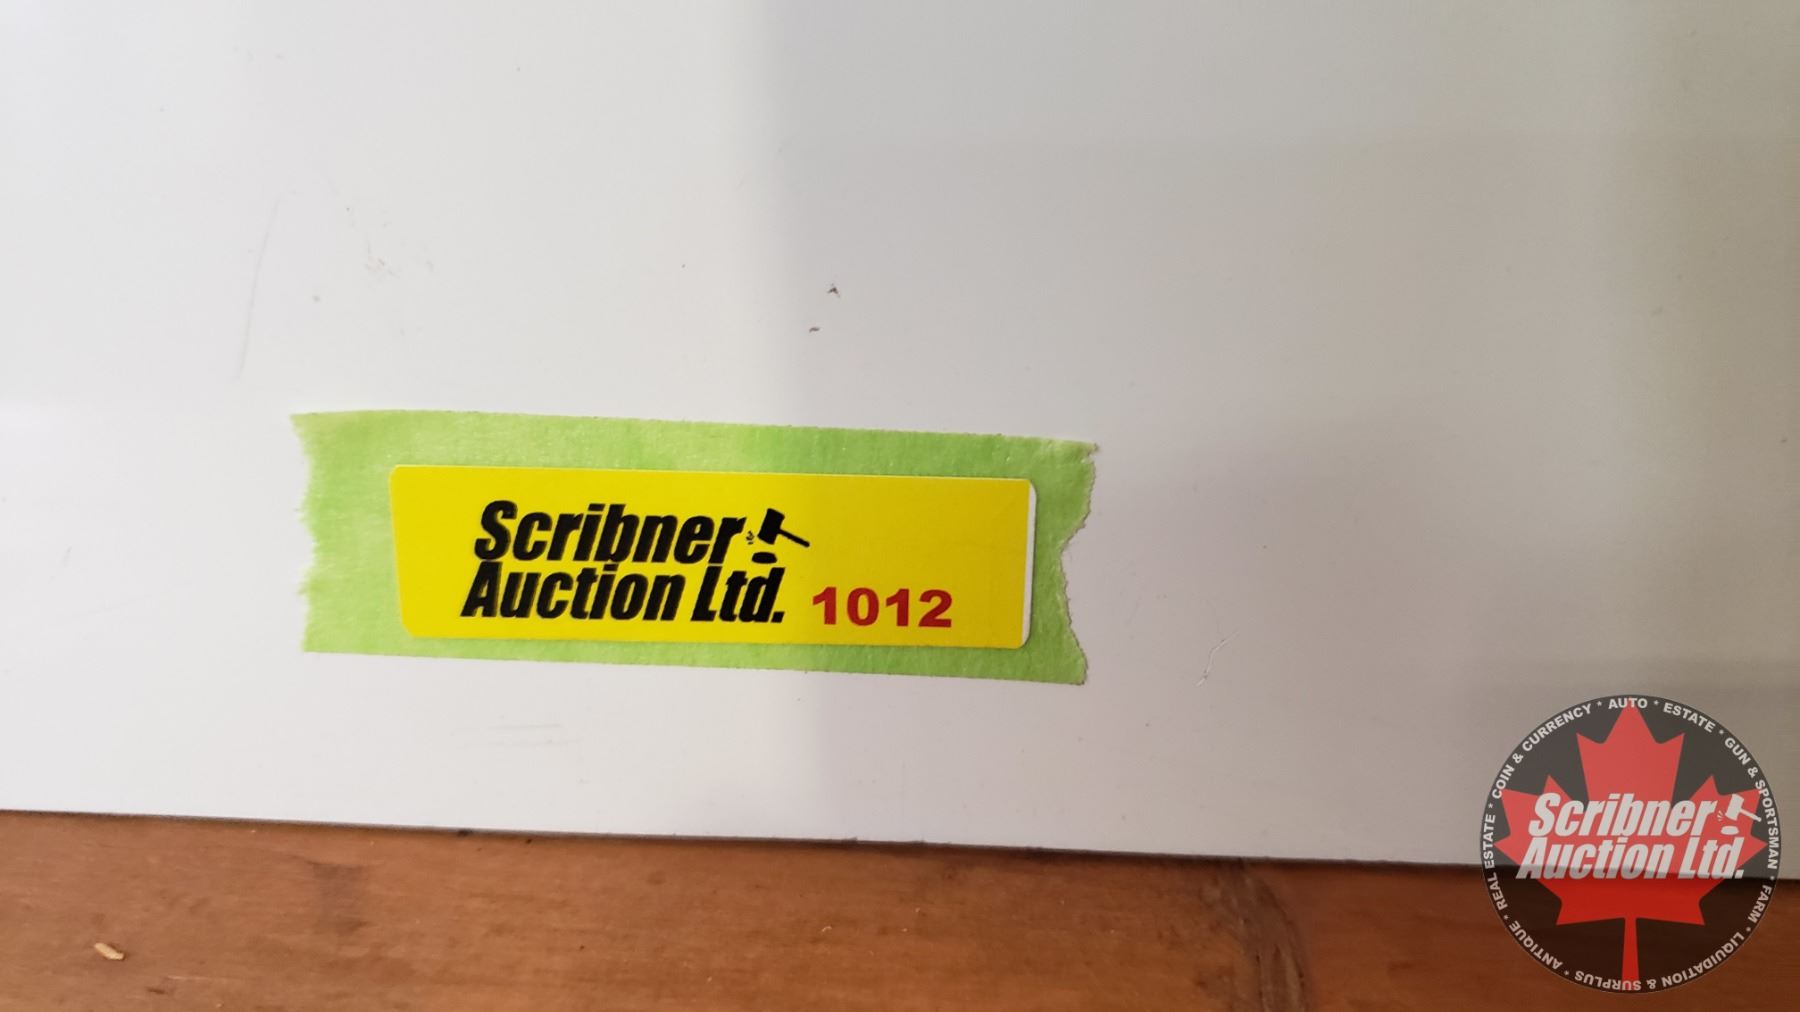 Scribner
Auction Ltd. 1012
REAL ESTATE * COIN & CURRENCY * AUTO * ESTATE * GUN & SPORTSMAN * FARM * LIQUIDATION & SURPLUS * ANTIQUE *
Scribner
Auction Ltd.